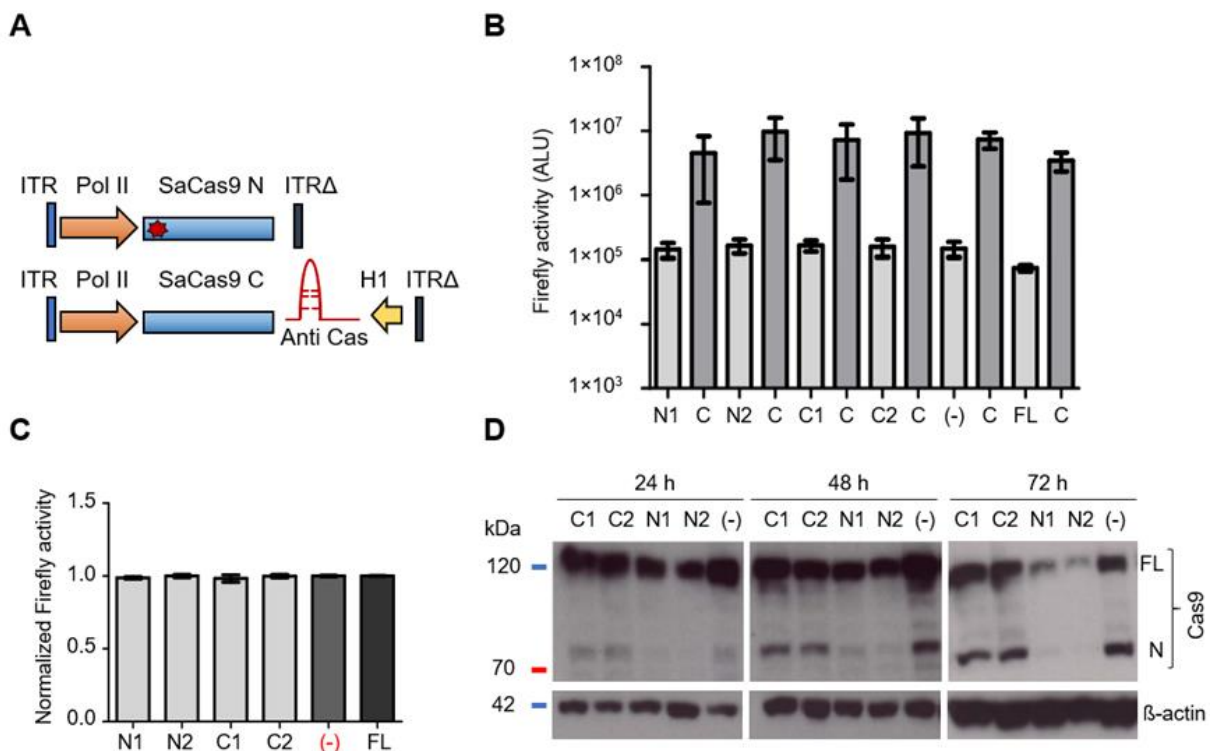 A
ITR Pol II SaCas9 N ITRΔ
ITR Pol II SaCas9 C H1 ITRΔ
Anti Cas
B
Firefly activity (ALU)
1×10⁸
1×10⁷
1×10⁶
1×10⁵
1×10⁴
1×10³
N1 C N2 C C1 C C2 C (-) C FL C
C
Normalized Firefly activity
1.5
1.0
0.5
0.0
N1 N2 C1 C2 (-) FL
D
24 h 48 h 72 h
kDa C1 C2 N1 N2 (-) C1 C2 N1 N2 (-) C1 C2 N1 N2 (-)
120 FL
Cas9
N
70
42 ß-actin